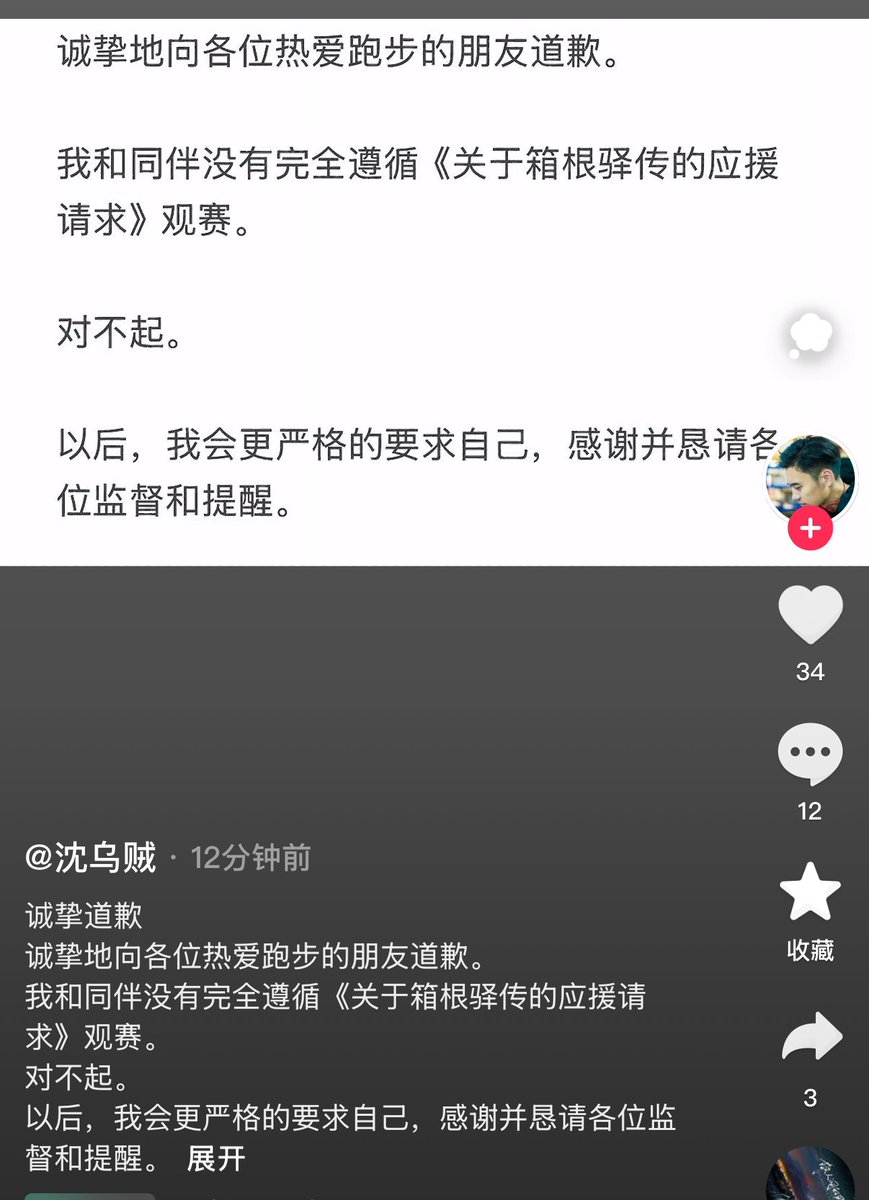 诚挚地向各位热爱跑步的朋友道歉。
我和同伴没有完全遵循《关于箱根驿传的应援
请求》观赛。
对不起。
以后，我会更严格的要求自己，感谢并恳请各
位监督和提醒。
34
12
收藏
3
@沈乌贼 · 12分钟前
诚挚道歉
诚挚地向各位热爱跑步的朋友道歉。
我和同伴没有完全遵循《关于箱根驿传的应援请
求》观赛。
对不起。
以后，我会更严格的要求自己，感谢并恳请各位监
督和提醒。 展开